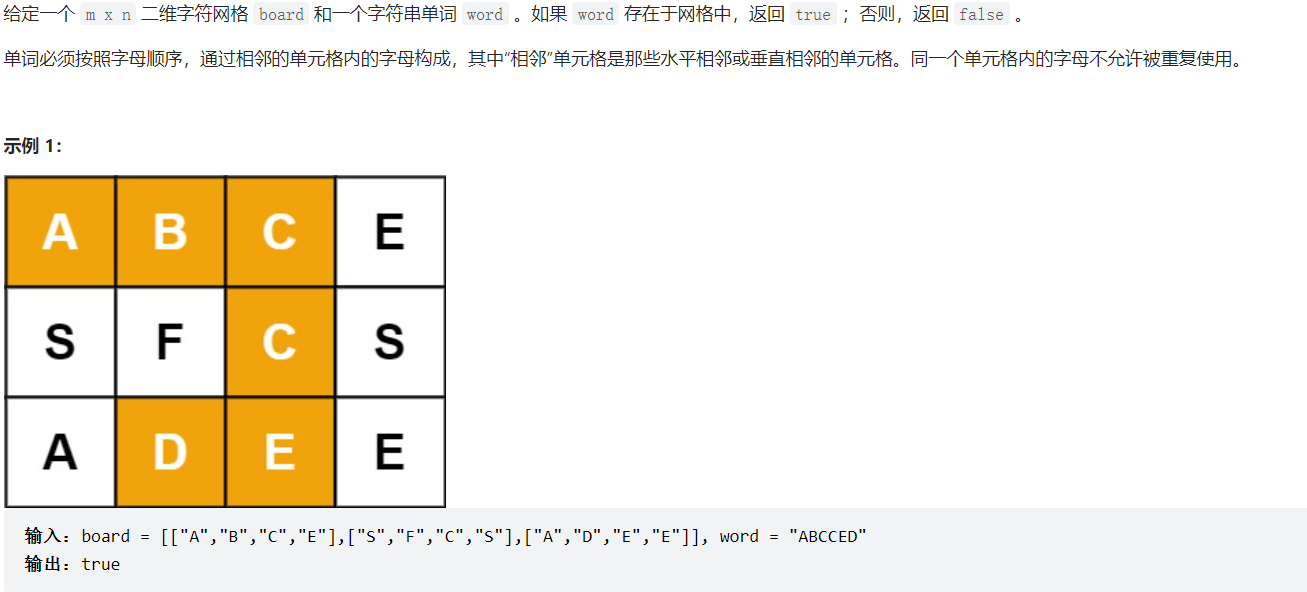 给定一个 m x n 二维字符网格 board 和一个字符串单词 word 。如果 word 存在于网格中，返回 true ；否则，返回 false 。
单词必须按照字母顺序，通过相邻的单元格内的字母构成，其中“相邻”单元格是那些水平相邻或垂直相邻的单元格。同一个单元格内的字母不允许被重复使用。
示例 1：
A B C E
S F C S
A D E E
输入：board = [["A","B","C","E"],["S","F","C","S"],["A","D","E","E"]], word = "ABCCED"
输出：true